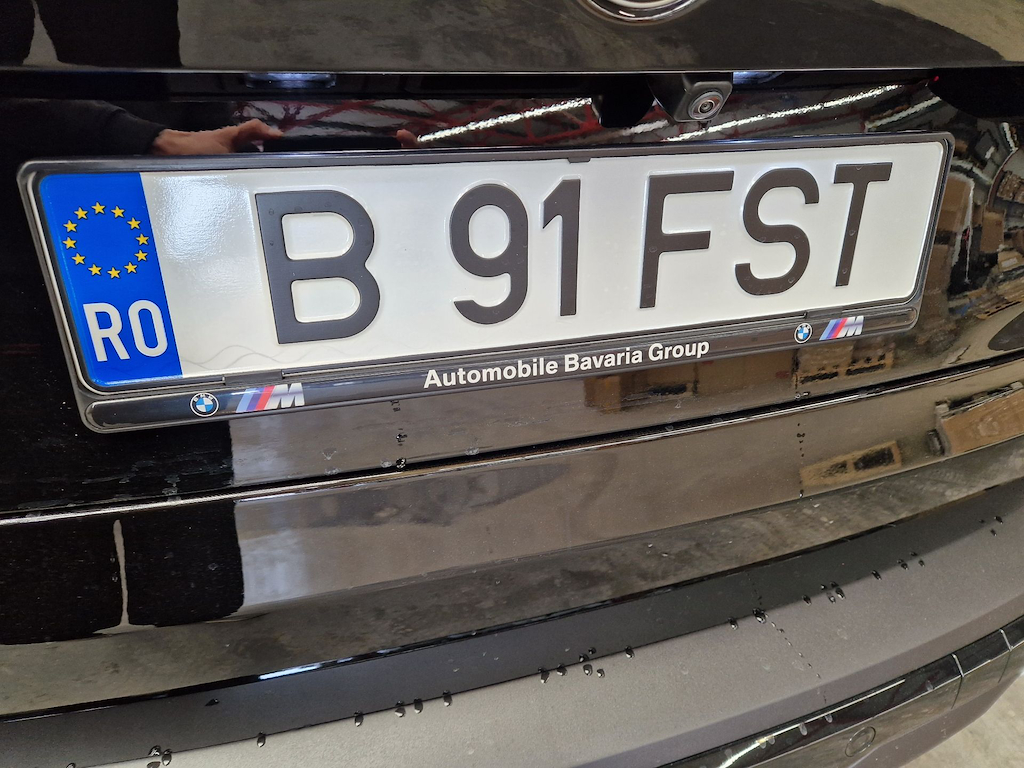 RO B 91 FST
M Automobile Bavaria Group M